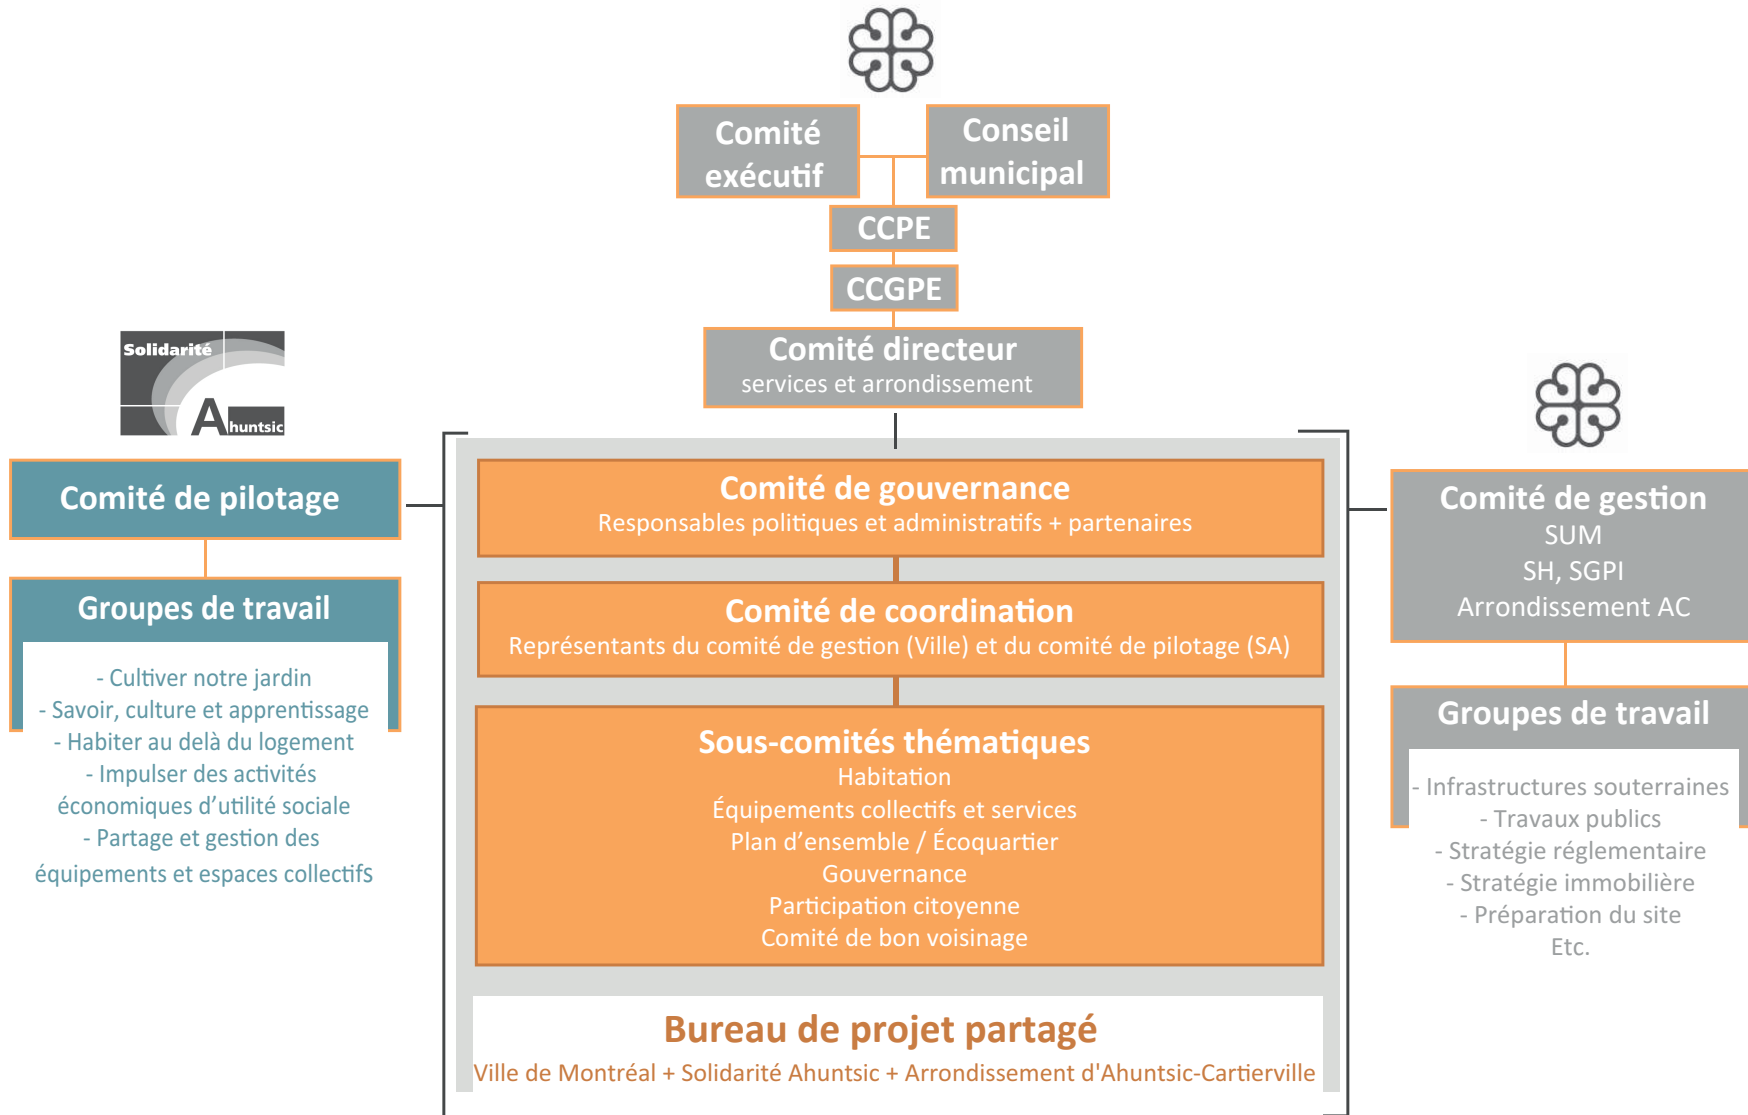 Comité
exécutif
Conseil
municipal
CCPE
CCGPE
Comité directeur
services et arrondissement
Solidarité
Ahuntsic
Comité de pilotage
Groupes de travail
- Cultiver notre jardin
- Savoir, culture et apprentissage
- Habiter au delà du logement
- Impulser des activités
économiques d’utilité sociale
- Partage et gestion des
équipements et espaces collectifs
Comité de gouvernance
Responsables politiques et administratifs + partenaires
Comité de coordination
Représentants du comité de gestion (Ville) et du comité de pilotage (SA)
Sous-comités thématiques
Habitation
Équipements collectifs et services
Plan d’ensemble / Écoquartier
Gouvernance
Participation citoyenne
Comité de bon voisinage
Bureau de projet partagé
Ville de Montréal + Solidarité Ahuntsic + Arrondissement d'Ahuntsic-Cartierville
Comité de gestion
SUM
SH, SGPI
Arrondissement AC
Groupes de travail
- Infrastructures souterraines
- Travaux publics
- Stratégie réglementaire
- Stratégie immobilière
- Préparation du site
Etc.